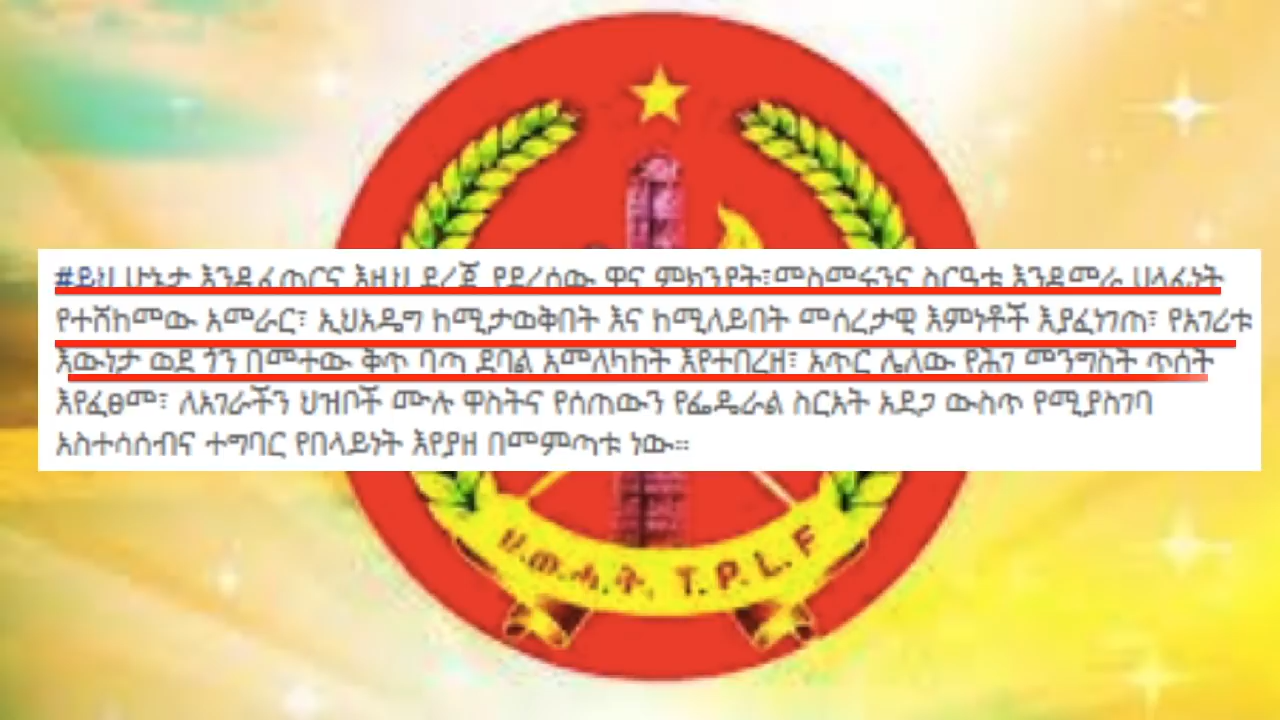 #ይህ ሁኔታ እንዲፈጠርና እዚህ ደረጃ የደረሰው ዋና ምክንያት፣መስመሩንና ስርዓቱ እንዲመራ ሀላፊነት
የተሸከመው አመራር፣ ኢህአዴግ ከሚታወቅበት እና ከሚለይበት መሰረታዊ እምነቶች እያፈነገጠ፣ የአገሪቱ
እውነታ ወደ ጎን በመተው ቅጥ ባጣ ደባል አመለካከት እየተበረዘ፣ አጥር ሌለው የሕገ መንግስት ጥሰት
እየፈፀመ፣ ለአገራችን ህዝቦች ሙሉ ዋስትና የሰጠውን የፌዴራል ስርአት አደጋ ውስጥ የሚያስገባ
አስተሳሰብና ተግባር የበላይነት እየያዘ በመምጣቱ ነው።
ህ.ወ.ሓ.ት. T. P. L. F